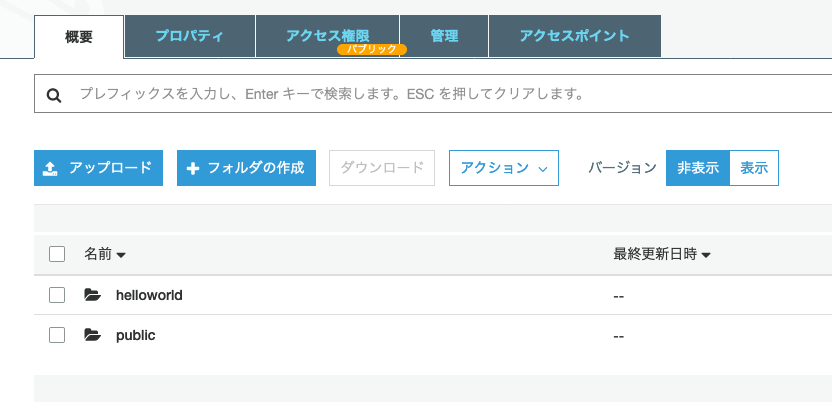 概要 プロパティ アクセス権限 管理 アクセスポイント
パブリック
プレフィックスを入力し、Enter キーで検索します。ESC を押してクリアします。
アップロード フォルダの作成 ダウンロード アクション バージョン 非表示 表示
名前 最終更新日時
helloworld --
public --